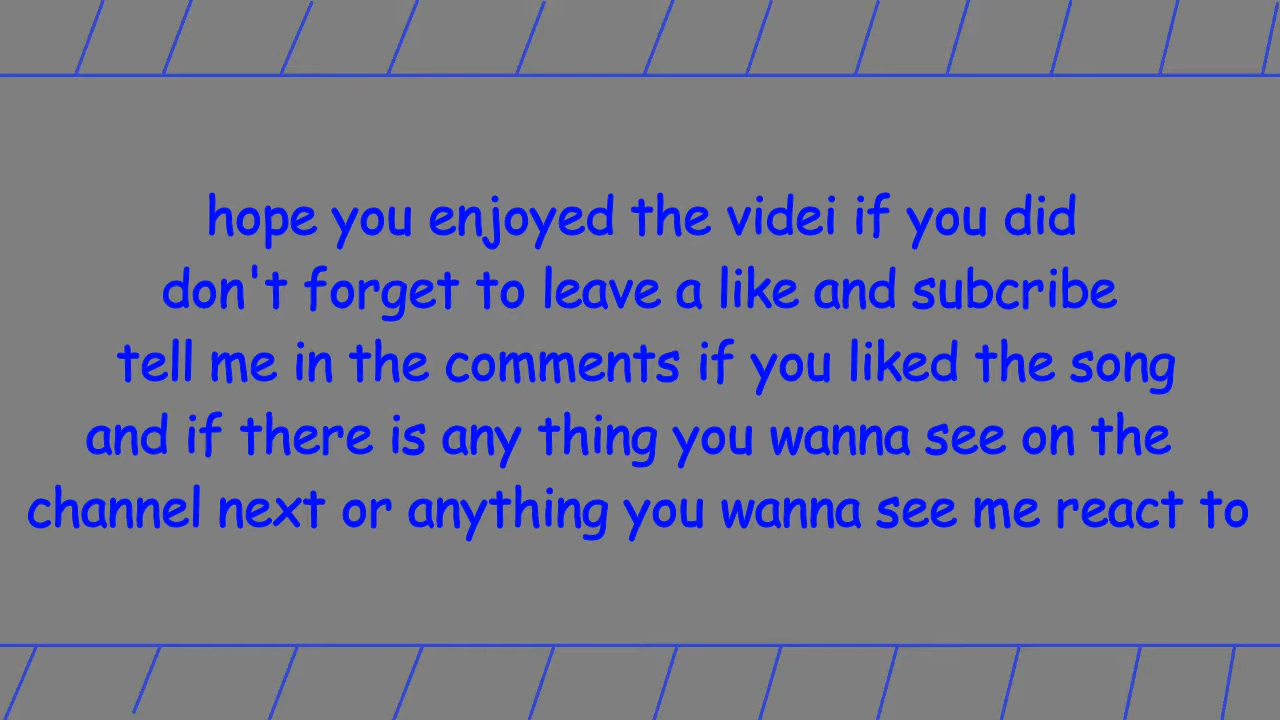 hope you enjoyed the videi if you did
don't forget to leave a like and subcribe
tell me in the comments if you liked the song
and if there is any thing you wanna see on the
channel next or anything you wanna see me react to